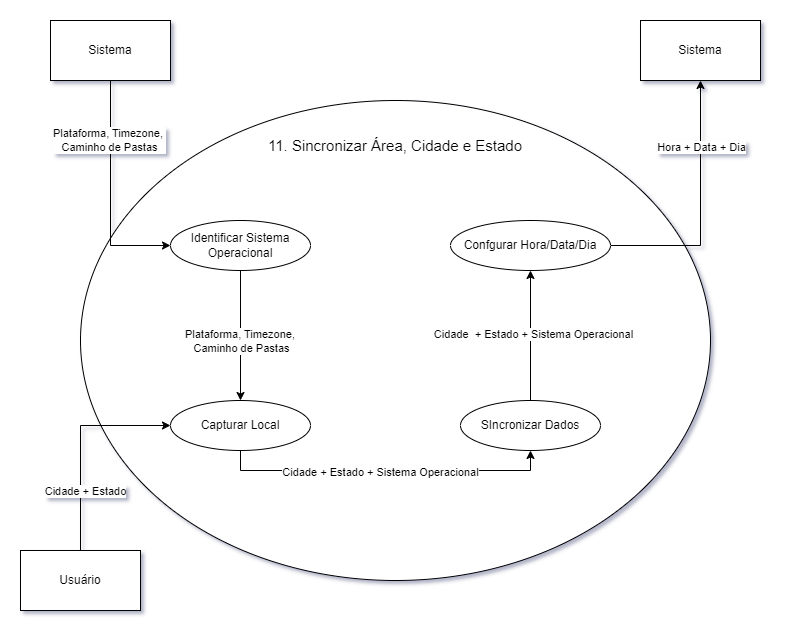 Sistema
Sistema
Plataforma, Timezone,
Caminho de Pastas
11. Sincronizar Área, Cidade e Estado
Hora + Data + Dia
Identificar Sistema
Operacional
Confgurar Hora/Data/Dia
Plataforma, Timezone,
Caminho de Pastas
Cidade + Estado + Sistema Operacional
Capturar Local
SIncronizar Dados
Cidade + Estado + Sistema Operacional
Cidade + Estado
Usuário